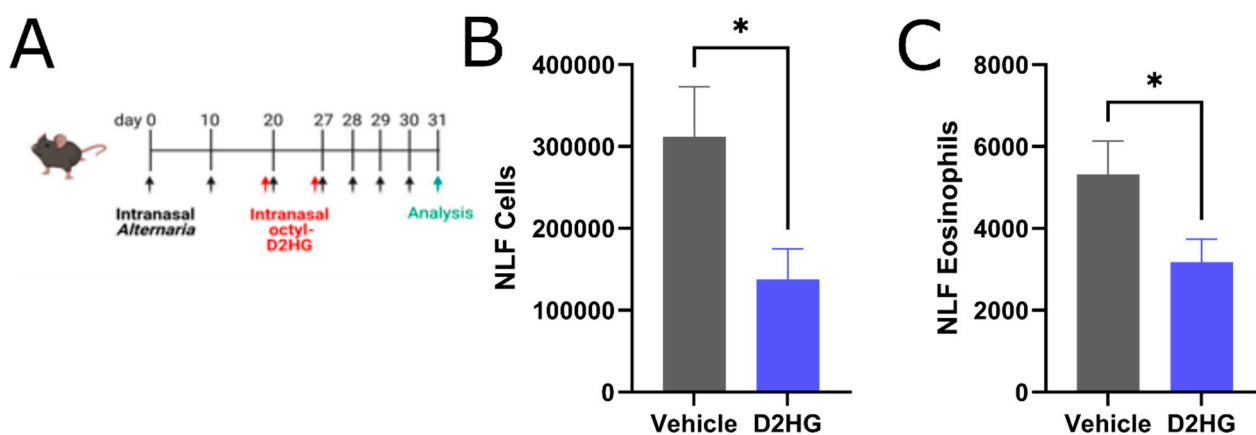 A
day 0 10 20 27 28 29 30 31
Intranasal
Alternaria
Intranasal
octyl-
D2HG
Analysis
B
*
NLF Cells
400000
300000
200000
100000
0
Vehicle D2HG
C
*
NLF Eosinophils
8000
6000
4000
2000
0
Vehicle D2HG